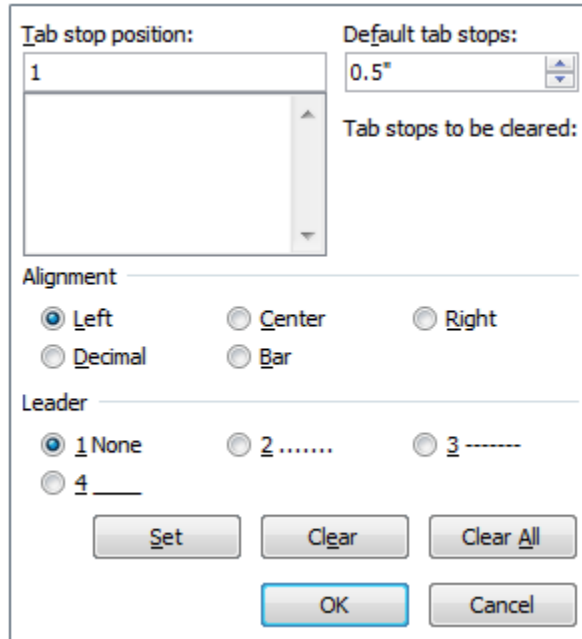 Tab stop position: Default tab stops:
1 0.5"
Tab stops to be cleared:
Alignment
Left Center Right
Decimal Bar
Leader
1 None 2 ....... 3 -------
4 ____
Set Clear Clear All
OK Cancel